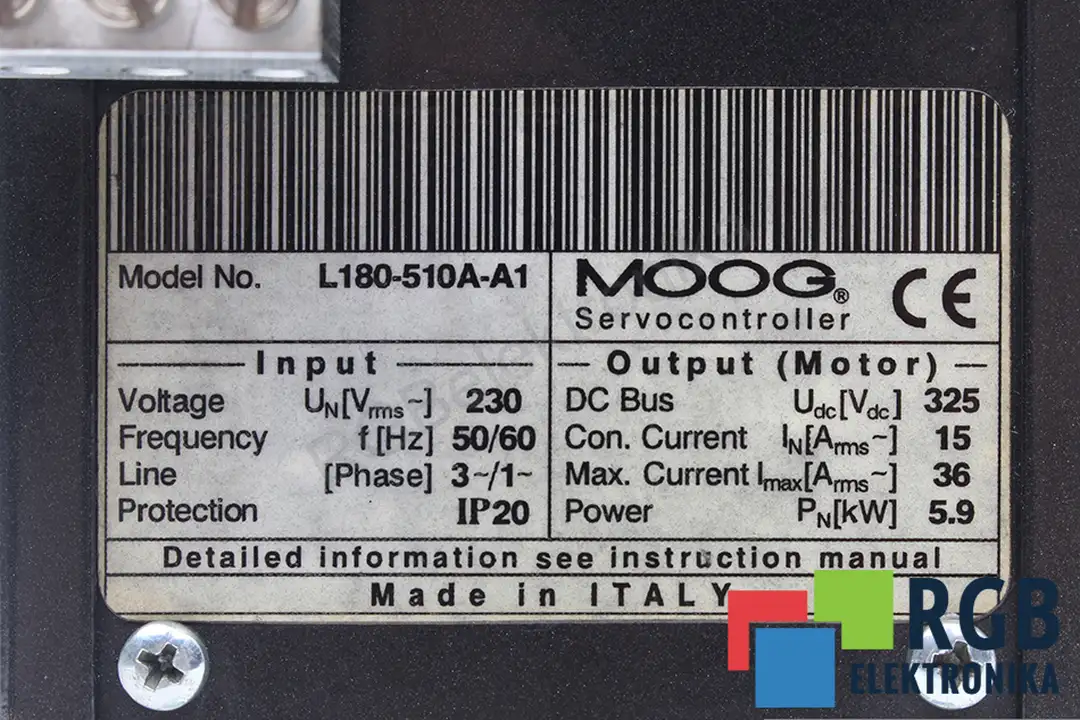 Model No. L180-510A-A1
MOOG®
Servocontroller
CE
Input
Voltage UN[Vrms~] 230
Frequency f[Hz] 50/60
Line [Phase] 3~/1~
Protection IP20
Output (Motor)
DC Bus Udc[Vdc] 325
Con. Current IN[Arms~] 15
Max. Current Imax[Arms~] 36
Power PN[kW] 5.9
Detailed information see instruction manual
Made in ITALY
RGB
ELEKTRONIKA